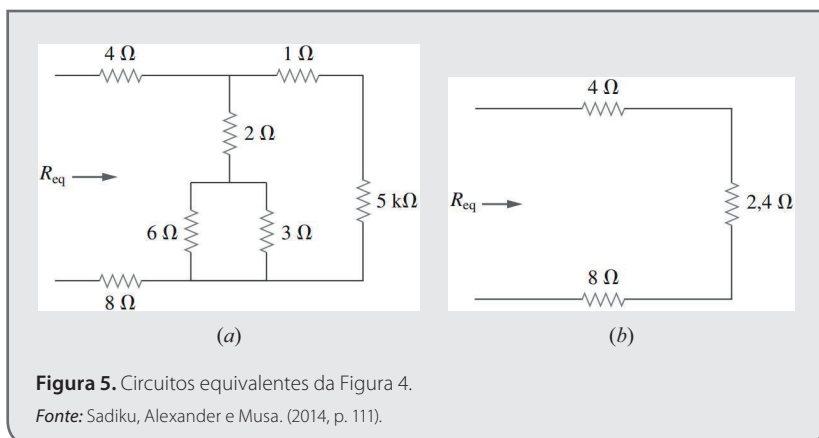 4 Ω
1 Ω
2 Ω
R_eq
6 Ω
3 Ω
5 kΩ
8 Ω
(a)
4 Ω
R_eq
2,4 Ω
8 Ω
(b)
Figura 5. Circuitos equivalentes da Figura 4.
Fonte: Sadiku, Alexander e Musa. (2014, p. 111).